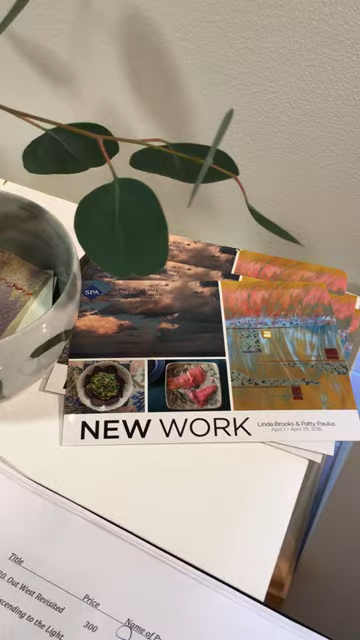 SPA
NEW WORK
Linda Brooks & Patty Paulus
April 1 - April 29, 2016
Title
Price
Name of
20. Out West Revisited
300
scending to the Light